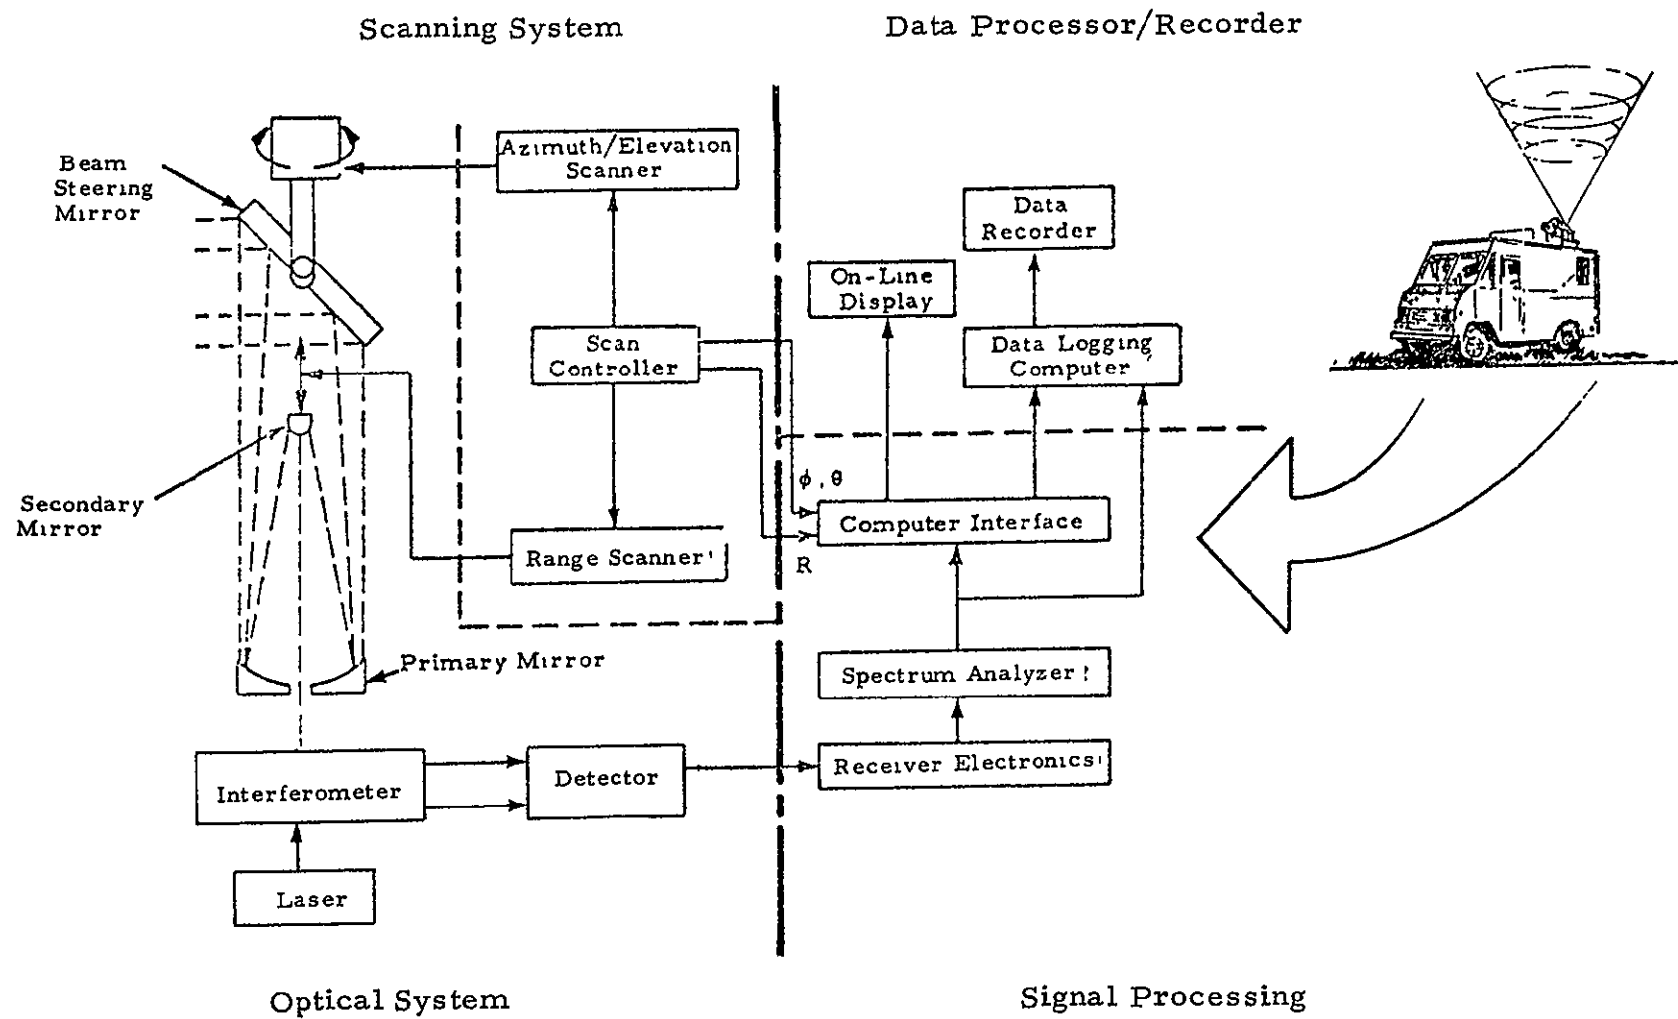 Scanning System
Data Processor/Recorder
Beam
Steering
Mirror
Azimuth/Elevation
Scanner
Data
Recorder
On-Line
Display
Scan
Controller
Data Logging
Computer
Secondary
Mirror
ϕ, θ
Computer Interface
Range Scanner
R
Primary Mirror
Spectrum Analyzer
Interferometer
Detector
Receiver Electronics
Laser
Optical System
Signal Processing